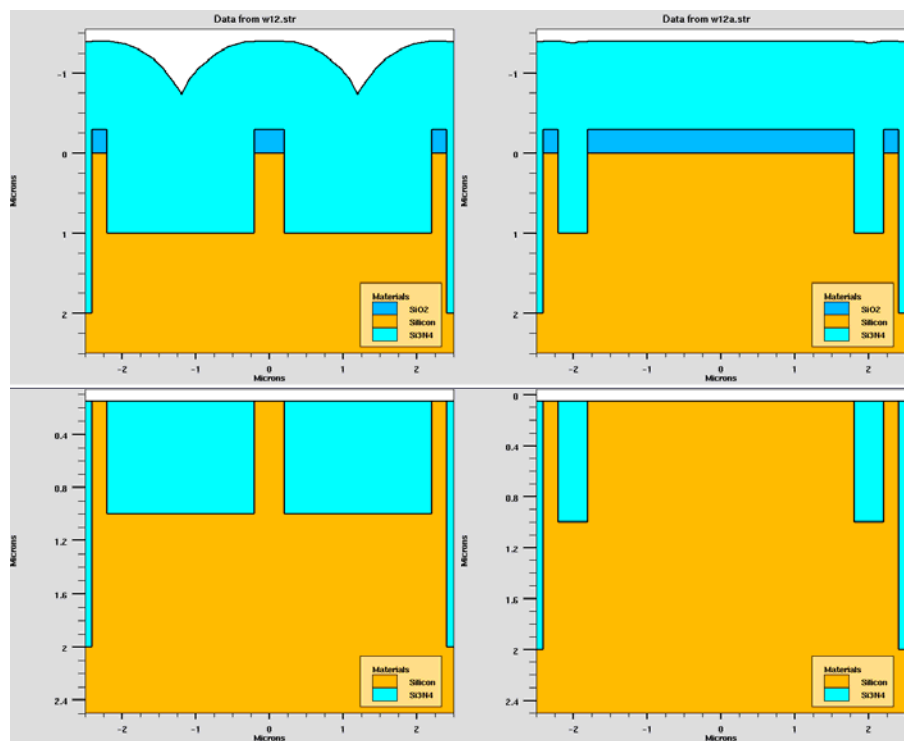 Data from w12.str
Data from w12a.str
-1
0
1
2
Microns
Materials
SiO2
Silicon
Si3N4
-2
-1
0
1
2
Microns
-1
0
1
2
Microns
Materials
SiO2
Silicon
Si3N4
-2
-1
0
1
2
Microns
0.4
0.8
1.2
1.6
2
2.4
Microns
Materials
Silicon
Si3N4
-2
-1
0
1
2
Microns
0
0.4
0.8
1.2
1.6
2
2.4
Microns
Materials
Silicon
Si3N4
-2
-1
0
1
2
Microns